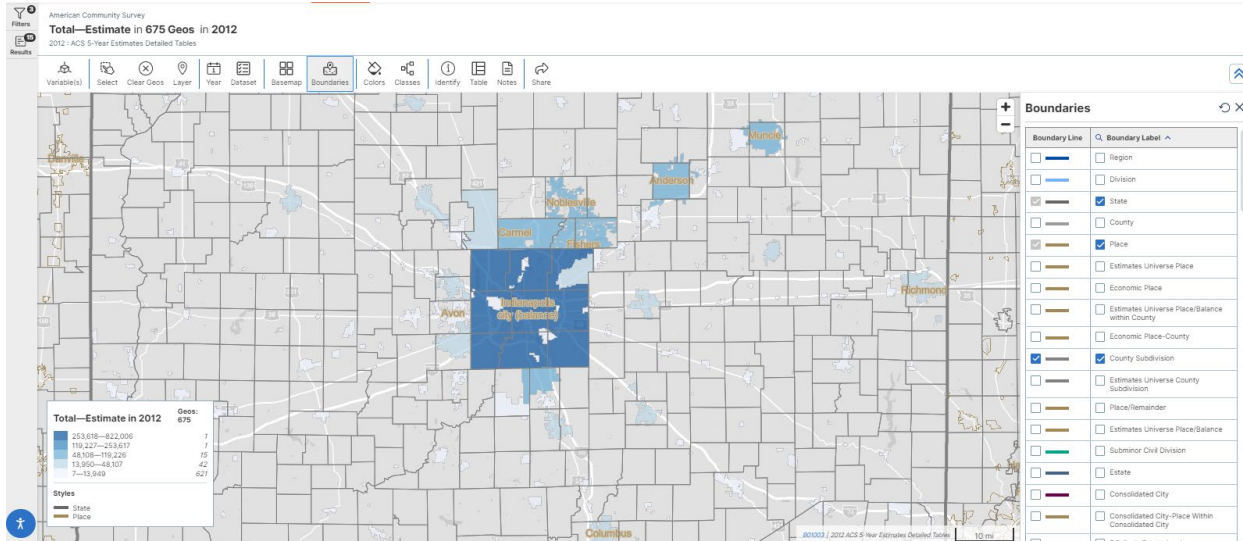 3
Filters
15
Results
American Community Survey
Total—Estimate in 675 Geos in 2012
2012 : ACS 5-Year Estimates Detailed Tables
Variable(s) Select Clear Geos Layer Year Dataset Basemap Boundaries Colors Classes Identify Table Notes Share
Danville
Muncie
Anderson
Noblesville
Carmel
Fishers
Richmond
Avon
Indianapolis
city (balance)
Columbus
+
−
Total—Estimate in 2012 Geos: 675
253,618—822,006 1
119,227—253,617 1
48,108—119,226 15
13,950—48,107 42
7—13,949 621
Styles
State
Place
B01003 | 2012 ACS 5-Year Estimates Detailed Tables
10 mi
Boundaries
Boundary Line Boundary Label
Region
Division
State
County
Place
Estimates Universe Place
Economic Place
Estimates Universe Place/Balance
within County
Economic Place-County
County Subdivision
Estimates Universe County
Subdivision
Place/Remainder
Estimates Universe Place/Balance
Subminor Civil Division
Estate
Consolidated City
Consolidated City-Place Within
Consolidated City